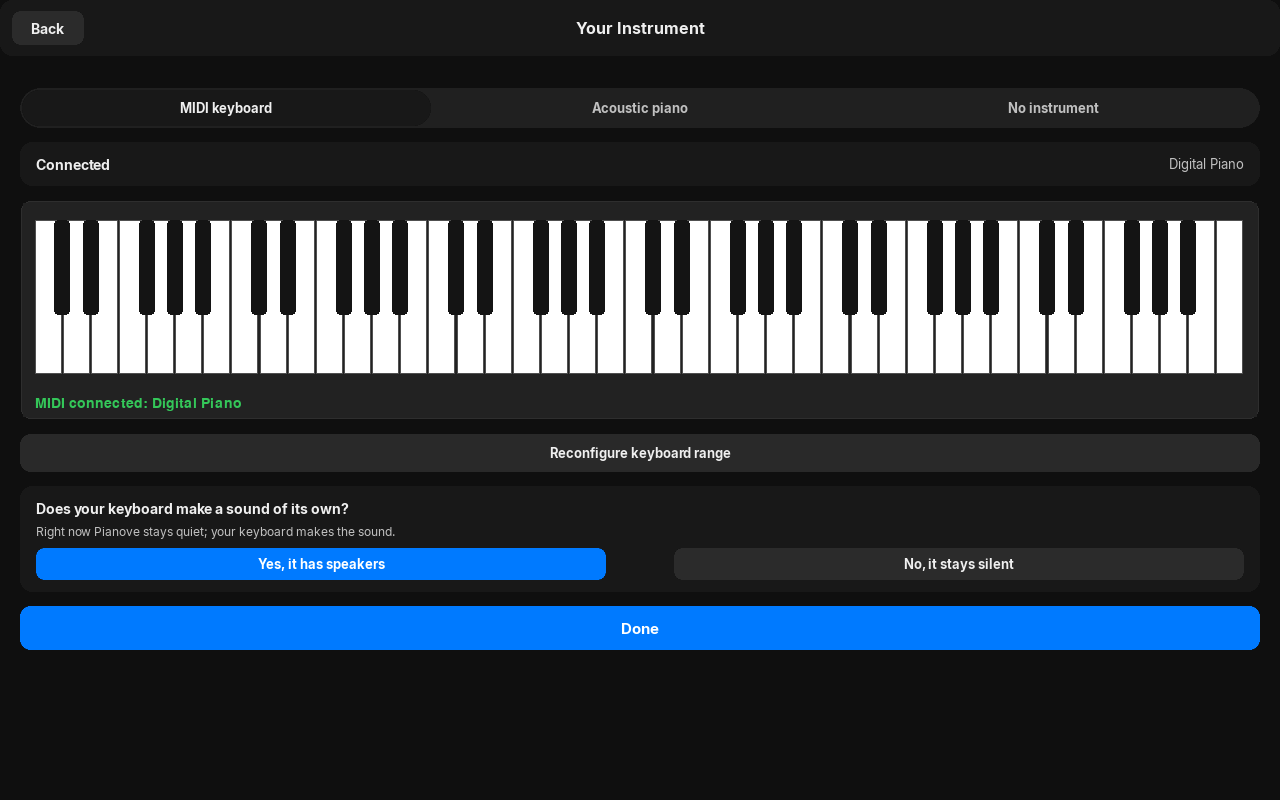 Back
Your Instrument
MIDI keyboard
Acoustic piano
No instrument
Connected
Digital Piano
MIDI connected: Digital Piano
Reconfigure keyboard range
Does your keyboard make a sound of its own?
Right now Pianove stays quiet; your keyboard makes the sound.
Yes, it has speakers
No, it stays silent
Done